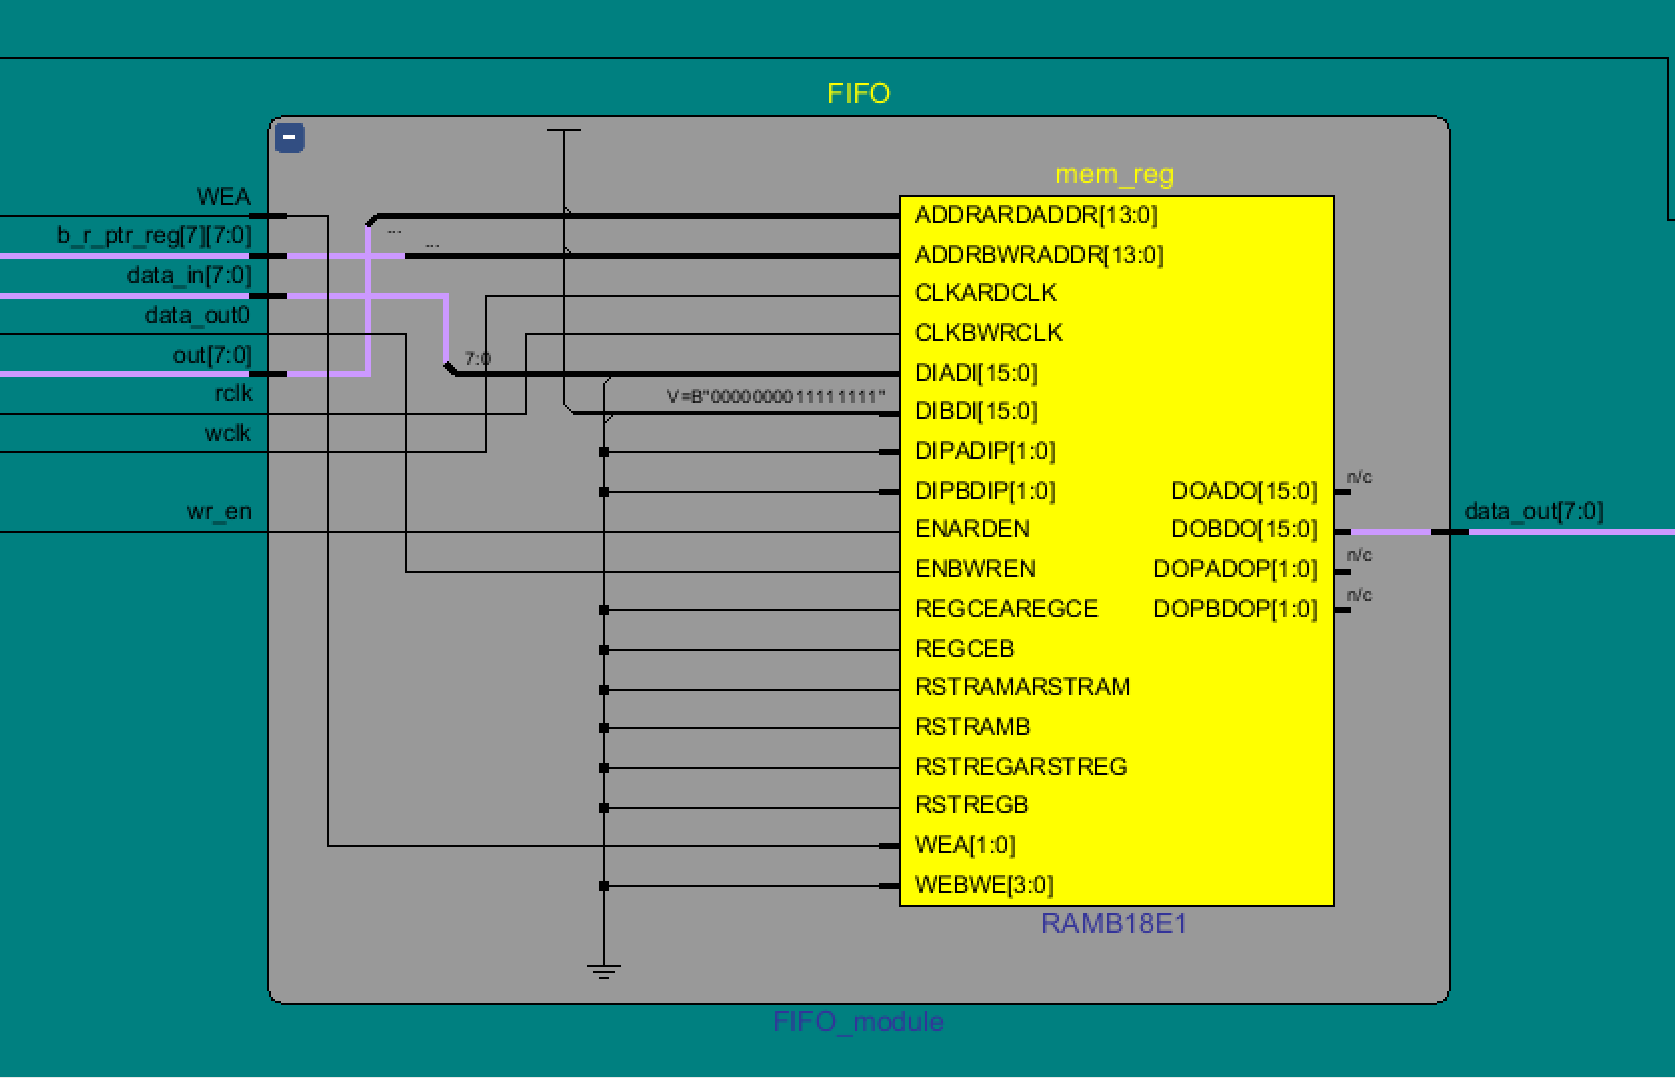 FIFO
-
mem_reg
WEA
b_r_ptr_reg[7][7:0]
data_in[7:0]
data_out0
out[7:0]
rclk
wclk
wr_en
...
...
7:0
V=B"0000000011111111"
ADDRARDADDR[13:0]
ADDRBWRADDR[13:0]
CLKARDCLK
CLKBWRCLK
DIADI[15:0]
DIBDI[15:0]
DIPADIP[1:0]
DIPBDIP[1:0]
ENARDEN
ENBWREN
REGCEAREGCE
REGCEB
RSTRAMARSTRAM
RSTRAMB
RSTREGARSTREG
RSTREGB
WEA[1:0]
WEBWE[3:0]
DOADO[15:0]
DOBDO[15:0]
DOPADOP[1:0]
DOPBDOP[1:0]
n/c
n/c
n/c
data_out[7:0]
RAMB18E1
FIFO_module